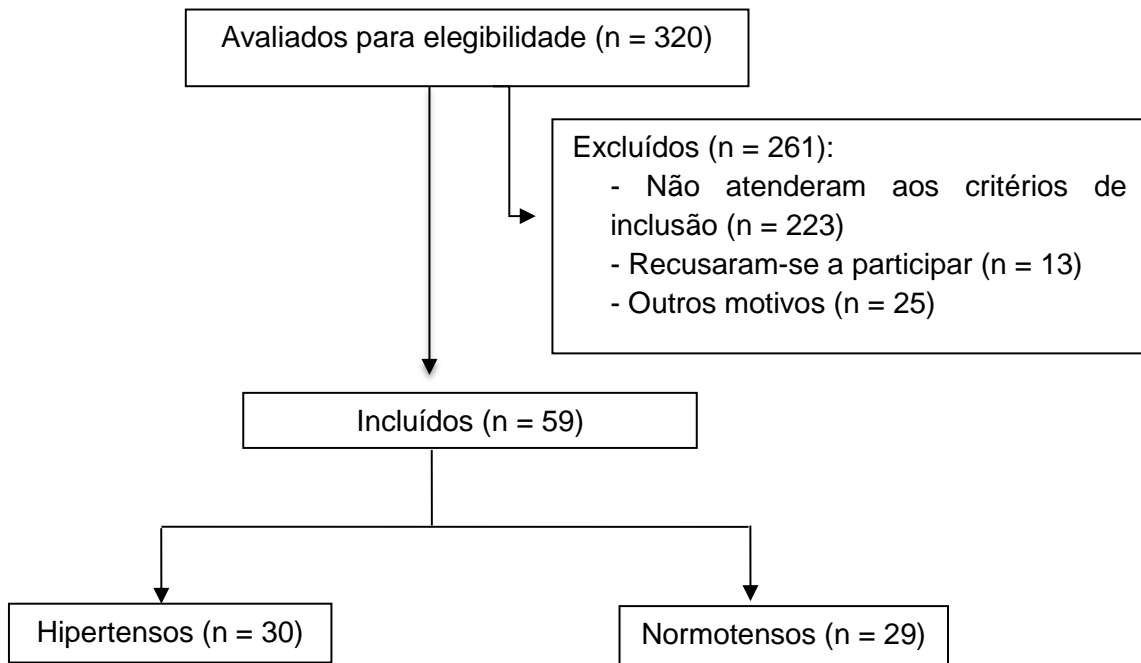 Avaliados para elegibilidade (n = 320)
Excluídos (n = 261):
- Não atenderam aos critérios de
inclusão (n = 223)
- Recusaram-se a participar (n = 13)
- Outros motivos (n = 25)
Incluídos (n = 59)
Hipertensos (n = 30)
Normotensos (n = 29)